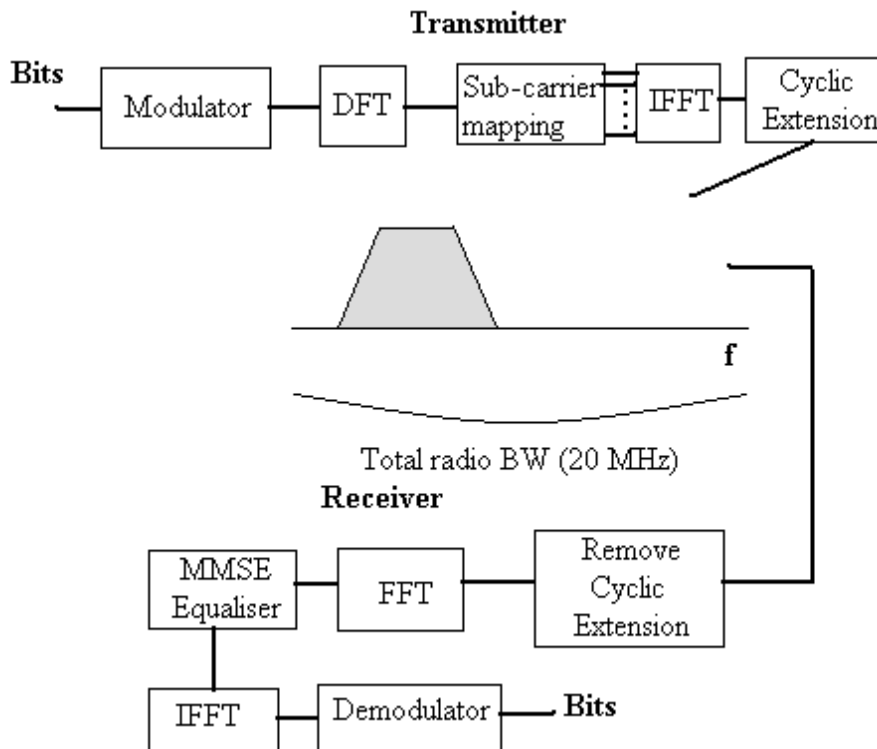 Transmitter
Bits
Modulator
DFT
Sub-carrier
mapping
IFFT
Cyclic
Extension
f
Total radio BW (20 MHz)
Receiver
MMSE
Equaliser
FFT
Remove
Cyclic
Extension
IFFT
Demodulator
Bits